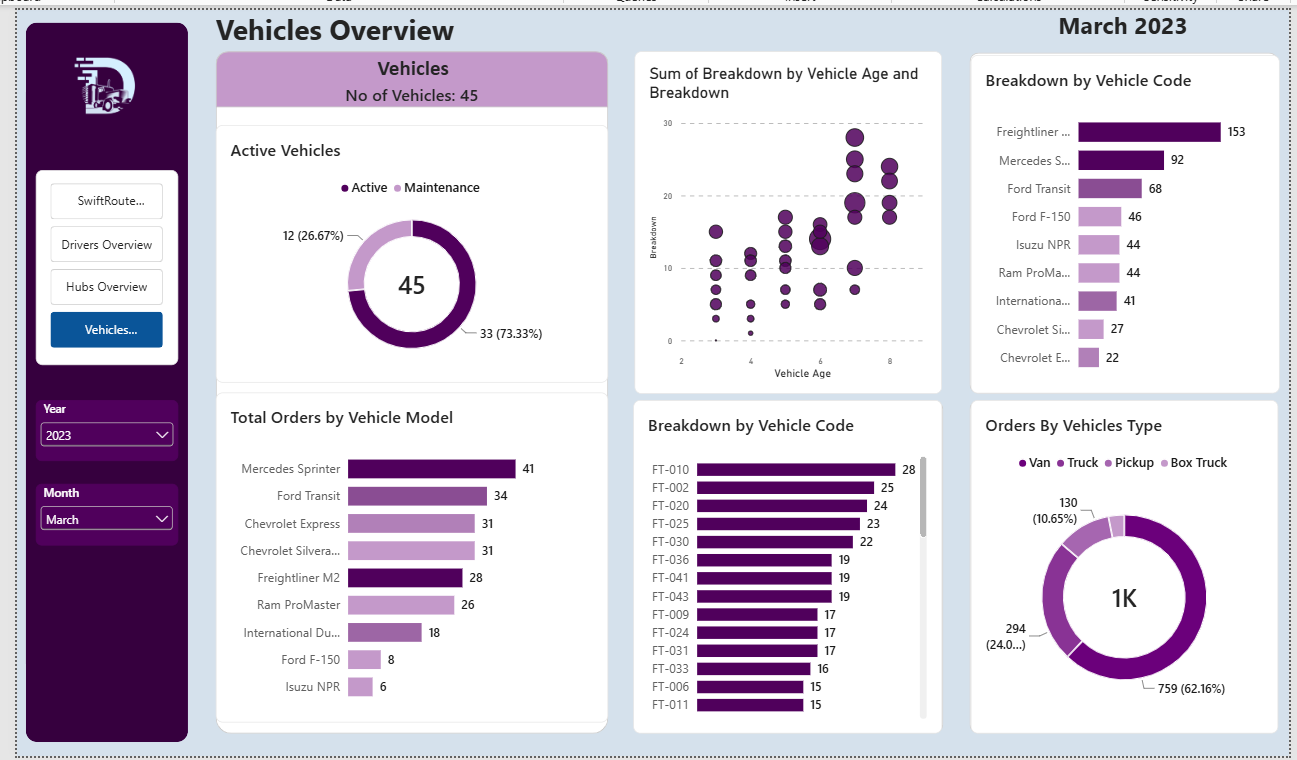 Vehicles Overview
March 2023
SwiftRoute...
Drivers Overview
Hubs Overview
Vehicles...
Year
2023
Month
March
Vehicles
No of Vehicles: 45
Active Vehicles
Active
Maintenance
12 (26.67%)
45
33 (73.33%)
Total Orders by Vehicle Model
Mercedes Sprinter 41
Ford Transit 34
Chevrolet Express 31
Chevrolet Silvera... 31
Freightliner M2 28
Ram ProMaster 26
International Du... 18
Ford F-150 8
Isuzu NPR 6
Sum of Breakdown by Vehicle Age and
Breakdown
30
20
10
0
Breakdown
2 4 6 8
Vehicle Age
Breakdown by Vehicle Code
FT-010 28
FT-002 25
FT-020 24
FT-025 23
FT-030 22
FT-036 19
FT-041 19
FT-043 19
FT-009 17
FT-024 17
FT-031 17
FT-033 16
FT-006 15
FT-011 15
Breakdown by Vehicle Code
Freightliner ... 153
Mercedes S... 92
Ford Transit 68
Ford F-150 46
Isuzu NPR 44
Ram ProMa... 44
Internationa... 41
Chevrolet Si... 27
Chevrolet E... 22
Orders By Vehicles Type
Van
Truck
Pickup
Box Truck
130
(10.65%)
1K
294
(24.0...)
759 (62.16%)